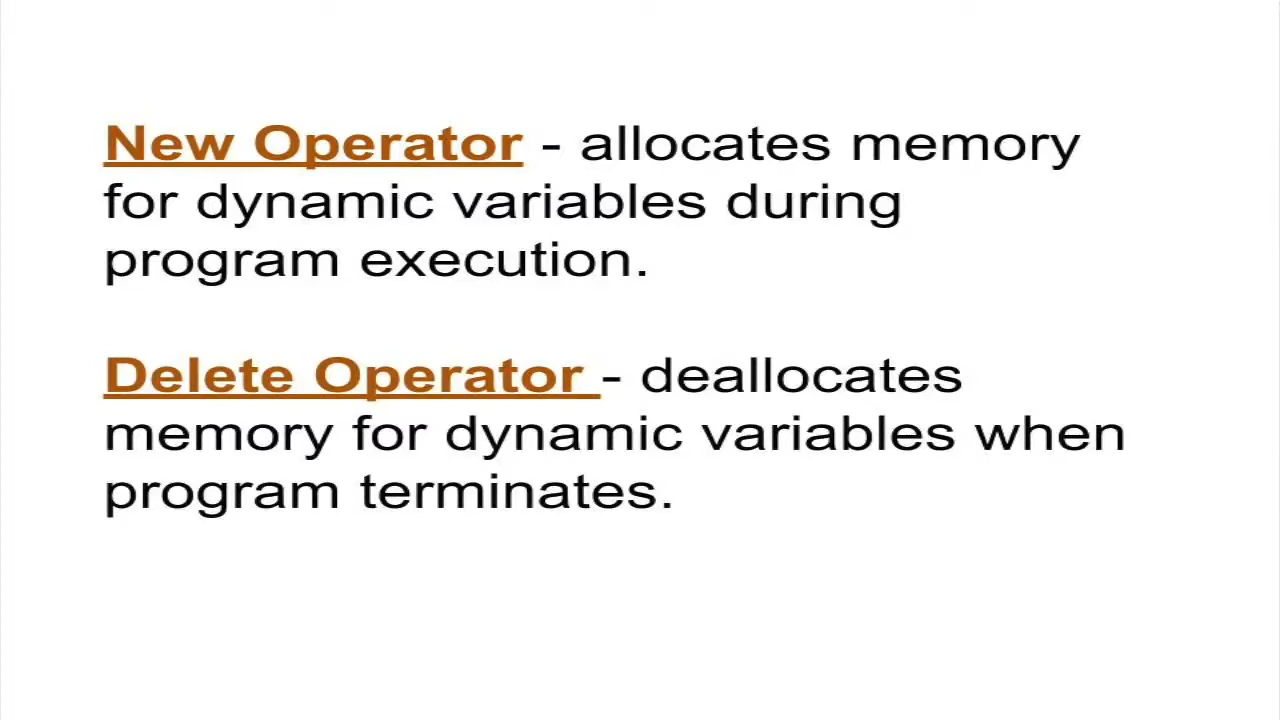 New Operator - allocates memory
for dynamic variables during
program execution.
Delete Operator - deallocates
memory for dynamic variables when
program terminates.